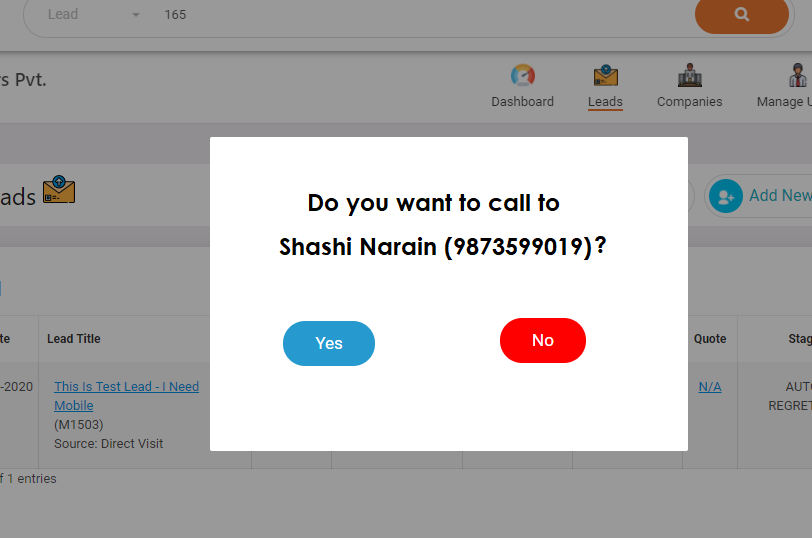 Lead 165
s Pvt.
Dashboard Leads Companies Manage U
Do you want to call to
Shashi Narain (9873599019)?
Yes No
eads
Add New
te Lead Title Quote Stag
-2020 This Is Test Lead - I Need
Mobile
(M1503)
Source: Direct Visit
N/A AUTO
REGRET
f 1 entries